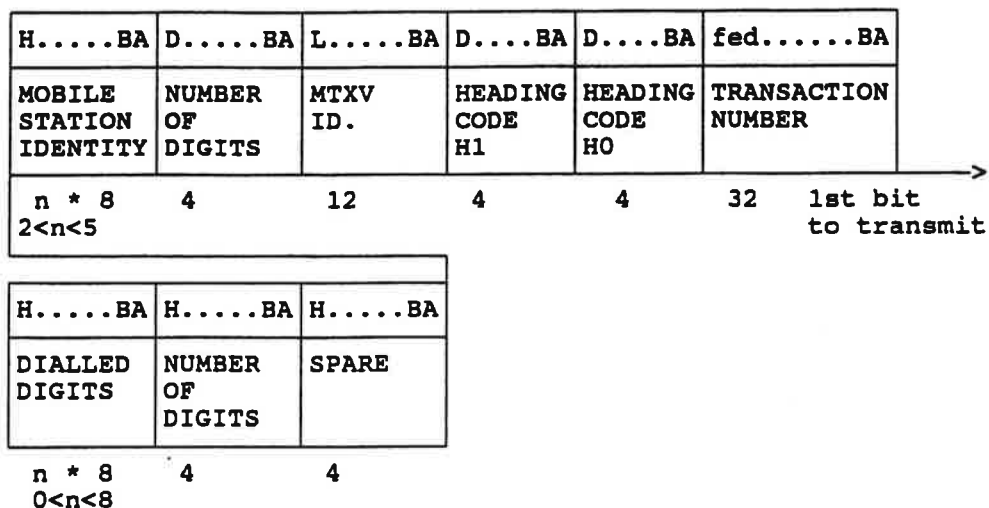 H.....BA D.....BA L.....BA D....BA D....BA fed......BA
MOBILE NUMBER MTXV HEADING HEADING TRANSACTION
STATION OF ID. CODE CODE NUMBER
IDENTITY DIGITS H1 H0
n * 8 4 12 4 4 32 1st bit
2<n<5 to transmit
H.....BA H.....BA H.....BA
DIALLED NUMBER SPARE
DIGITS OF
DIGITS
n * 8 4 4
0<n<8